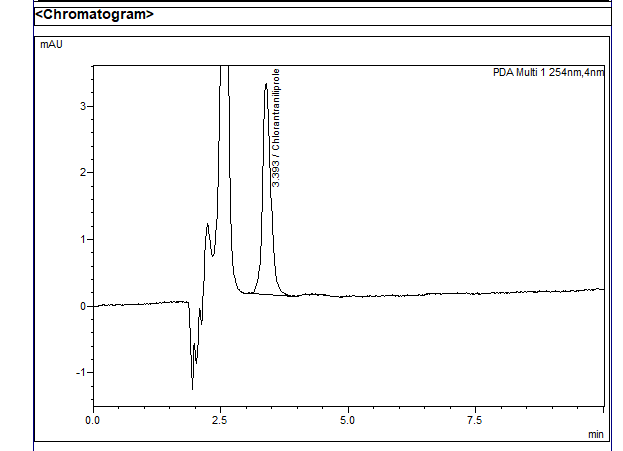 <Chromatogram>
mAU
PDA Multi 1 254nm,4nm
3.393 / Chlorantraniliprole
3
2
1
0
-1
0.0 2.5 5.0 7.5
min